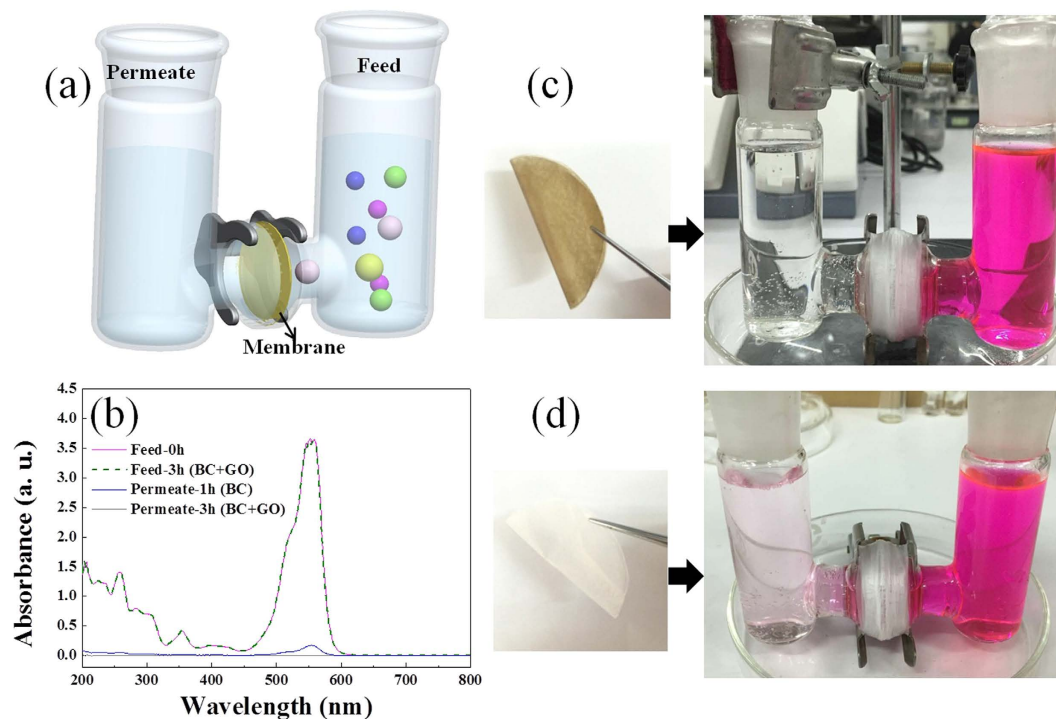 (a)
Permeate
Feed
Membrane
(b)
Absorbance (a. u.)
4.5
4.0
3.5
3.0
2.5
2.0
1.5
1.0
0.5
0.0
Feed-0h
Feed-3h (BC+GO)
Permeate-1h (BC)
Permeate-3h (BC+GO)
200
300
400
500
600
700
800
Wavelength (nm)
(c)
(d)